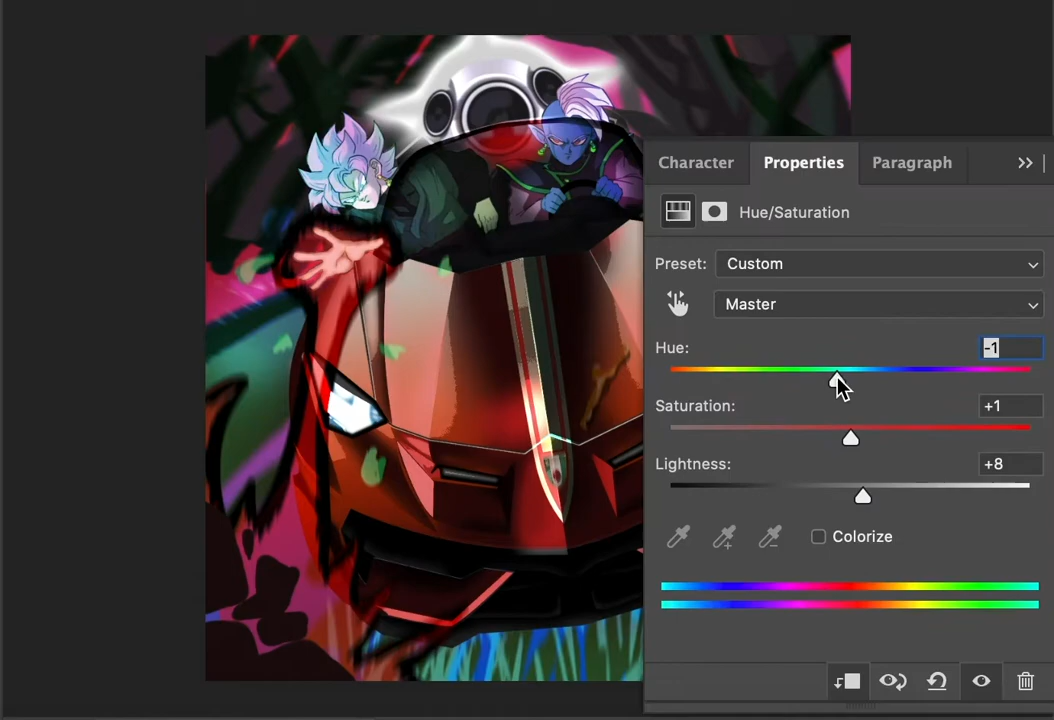 Character Properties Paragraph
Hue/Saturation
Preset: Custom
Master
Hue: -1
Saturation: +1
Lightness: +8
Colorize